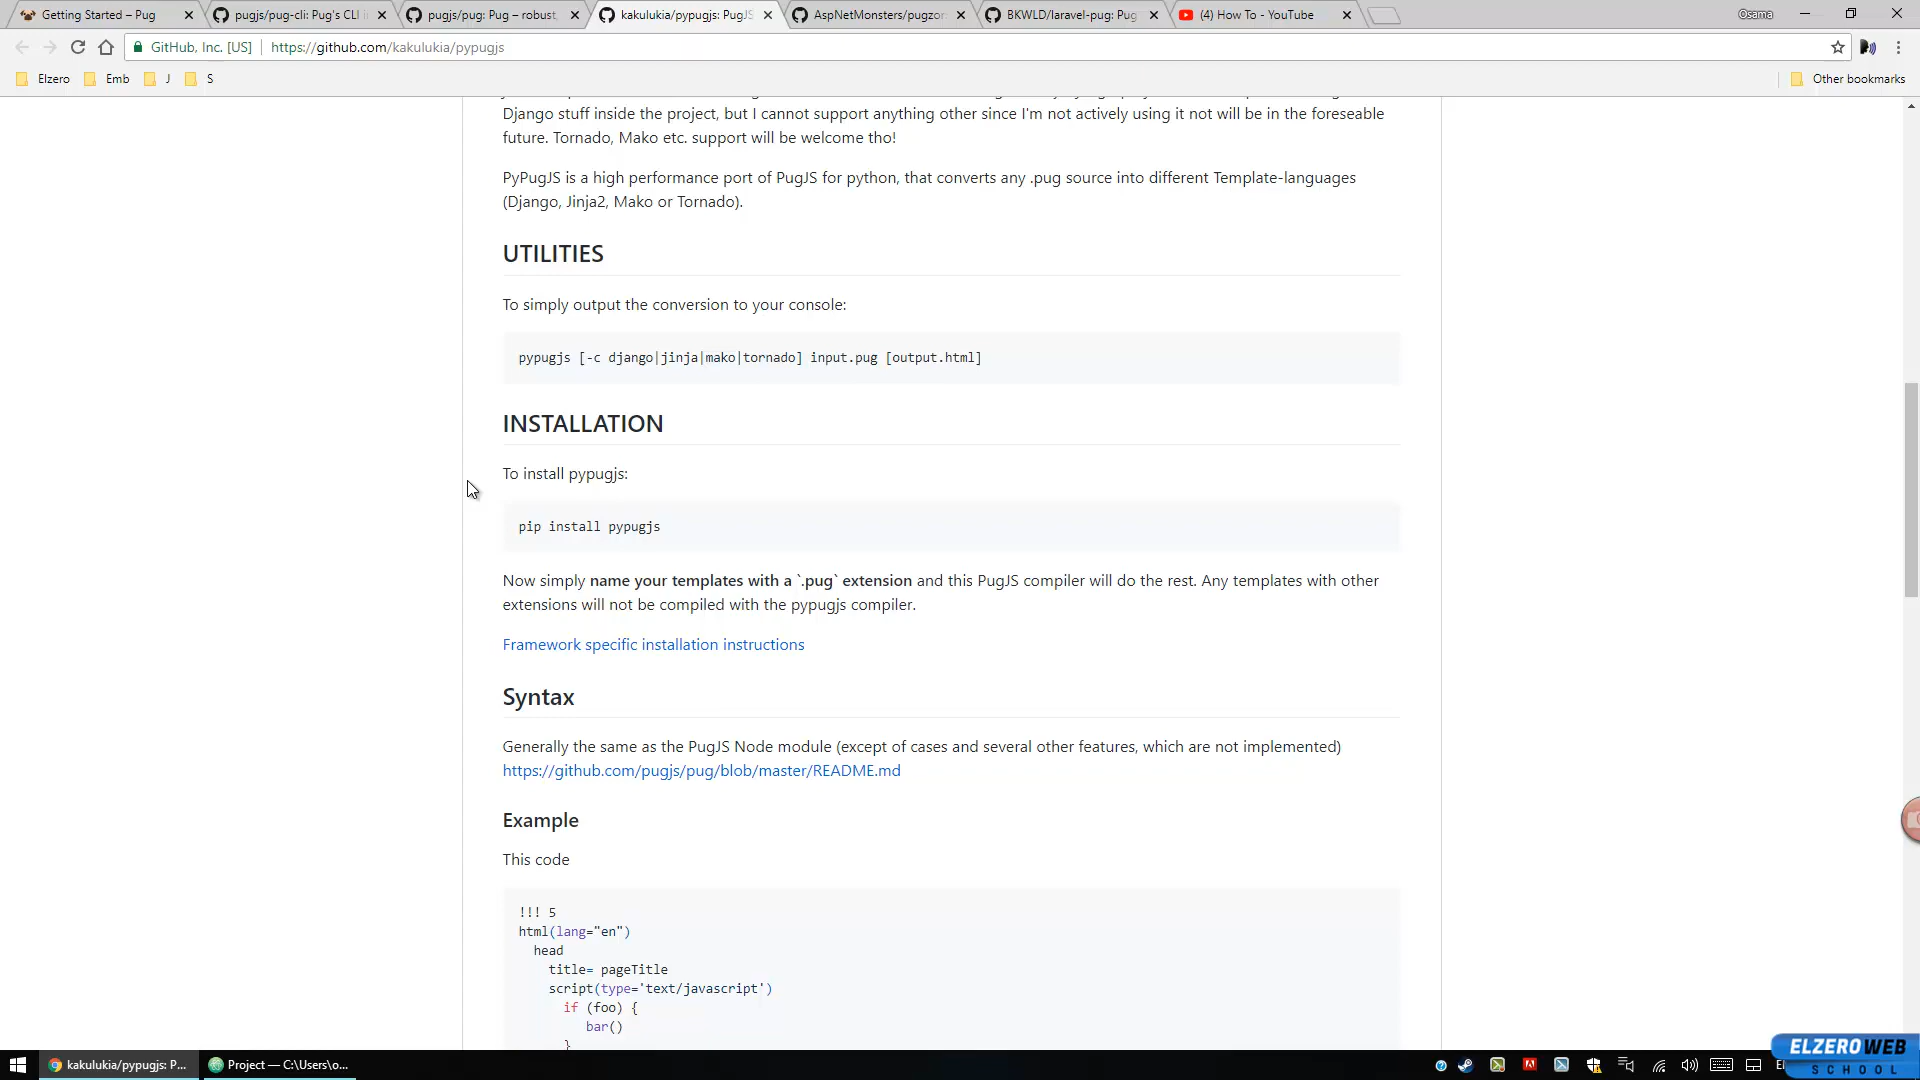 Getting Started – Pug
pugjs/pug-cli: Pug's CLI i
pugjs/pug: Pug – robust,
kakulukia/pypugjs: PugJS
AspNetMonsters/pugzor
BKWLD/laravel-pug: Pug
(4) How To - YouTube
Osama
GitHub, Inc. [US]
https://github.com/kakulukia/pypugjs
Elzero
Emb
J
S
Other bookmarks
Django stuff inside the project, but I cannot support anything other since I'm not actively using it not will be in the foreseable
future. Tornado, Mako etc. support will be welcome tho!
PyPugJS is a high performance port of PugJS for python, that converts any .pug source into different Template-languages
(Django, Jinja2, Mako or Tornado).
UTILITIES
To simply output the conversion to your console:
pypugjs [-c django|jinja|mako|tornado] input.pug [output.html]
INSTALLATION
To install pypugjs:
pip install pypugjs
Now simply name your templates with a `.pug` extension and this PugJS compiler will do the rest. Any templates with other
extensions will not be compiled with the pypugjs compiler.
Framework specific installation instructions
Syntax
Generally the same as the PugJS Node module (except of cases and several other features, which are not implemented)
https://github.com/pugjs/pug/blob/master/README.md
Example
This code
!!! 5
html(lang="en")
head
title= pageTitle
script(type='text/javascript')
if (foo) {
bar()
}
kakulukia/pypugjs: P...
Project — C:\Users\o...
ELZEROWEB
SCHOOL